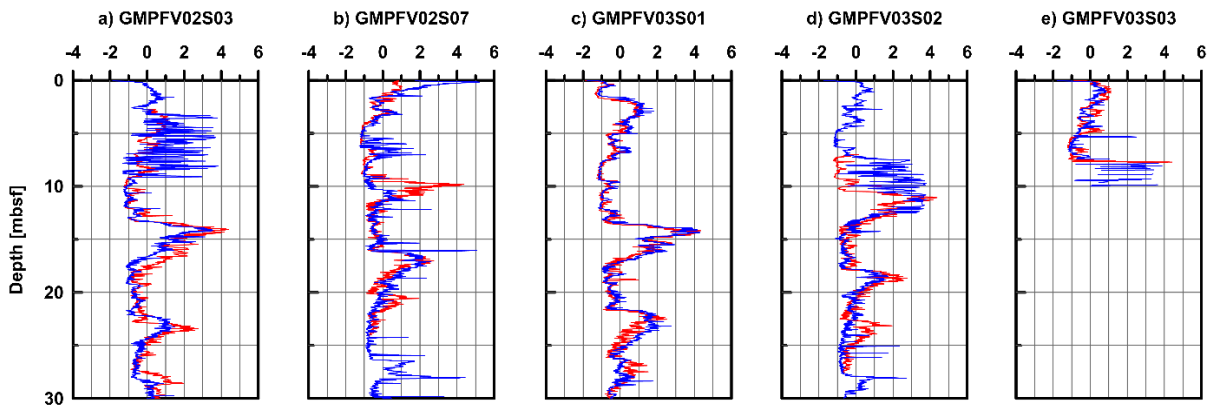 a) GMPFV02S03 b) GMPFV02S07 c) GMPFV03S01 d) GMPFV03S02 e) GMPFV03S03
-4 -2 0 2 4 6 -4 -2 0 2 4 6 -4 -2 0 2 4 6 -4 -2 0 2 4 6 -4 -2 0 2 4 6
0
10
20
30
Depth [mbsf]